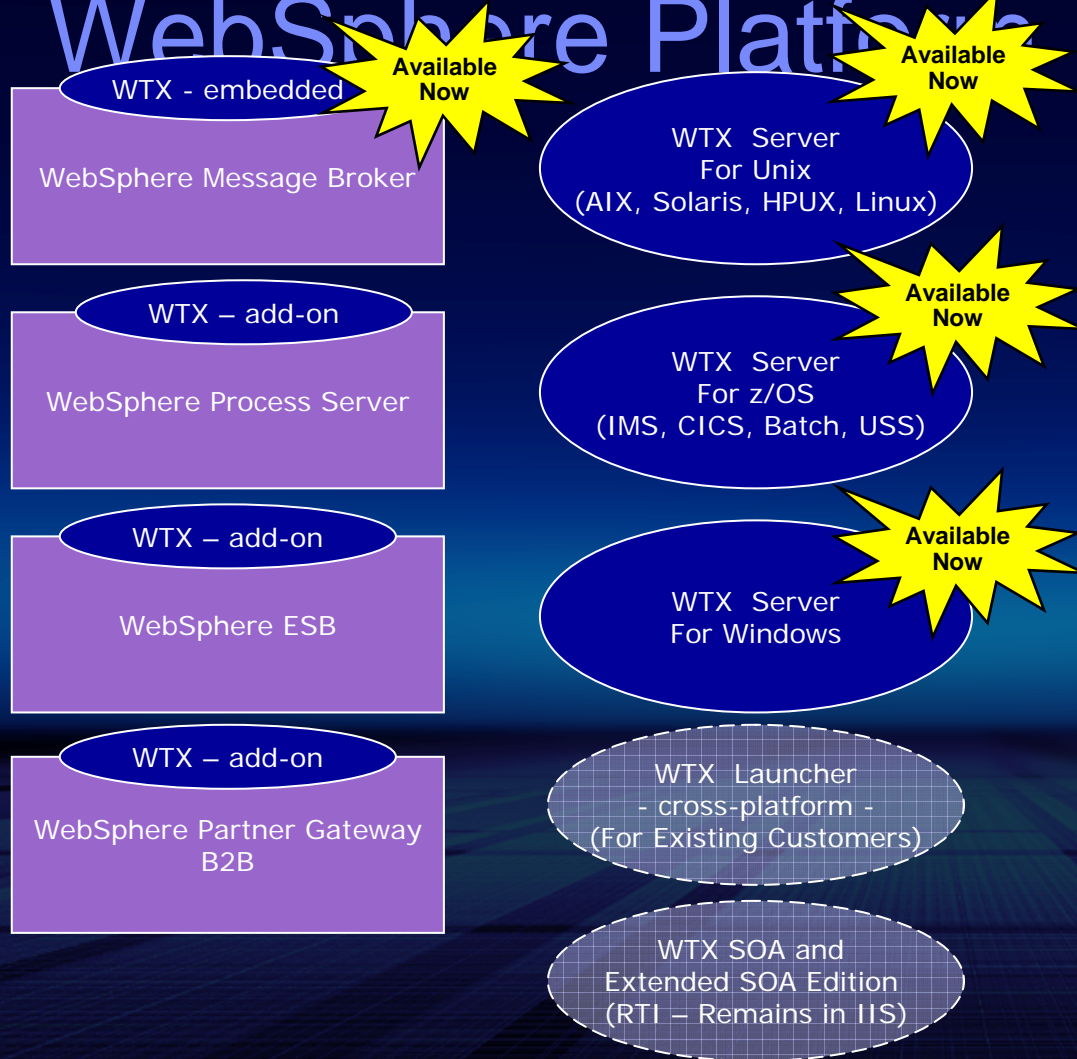 WebSphere Platform
WTX - embedded
Available
Now
WebSphere Message Broker
WTX – add-on
WebSphere Process Server
WTX – add-on
WebSphere ESB
WTX – add-on
WebSphere Partner Gateway
B2B
Available
Now
WTX Server
For Unix
(AIX, Solaris, HPUX, Linux)
Available
Now
WTX Server
For z/OS
(IMS, CICS, Batch, USS)
Available
Now
WTX Server
For Windows
WTX Launcher
- cross-platform -
(For Existing Customers)
WTX SOA and
Extended SOA Edition
(RTI – Remains in IIS)